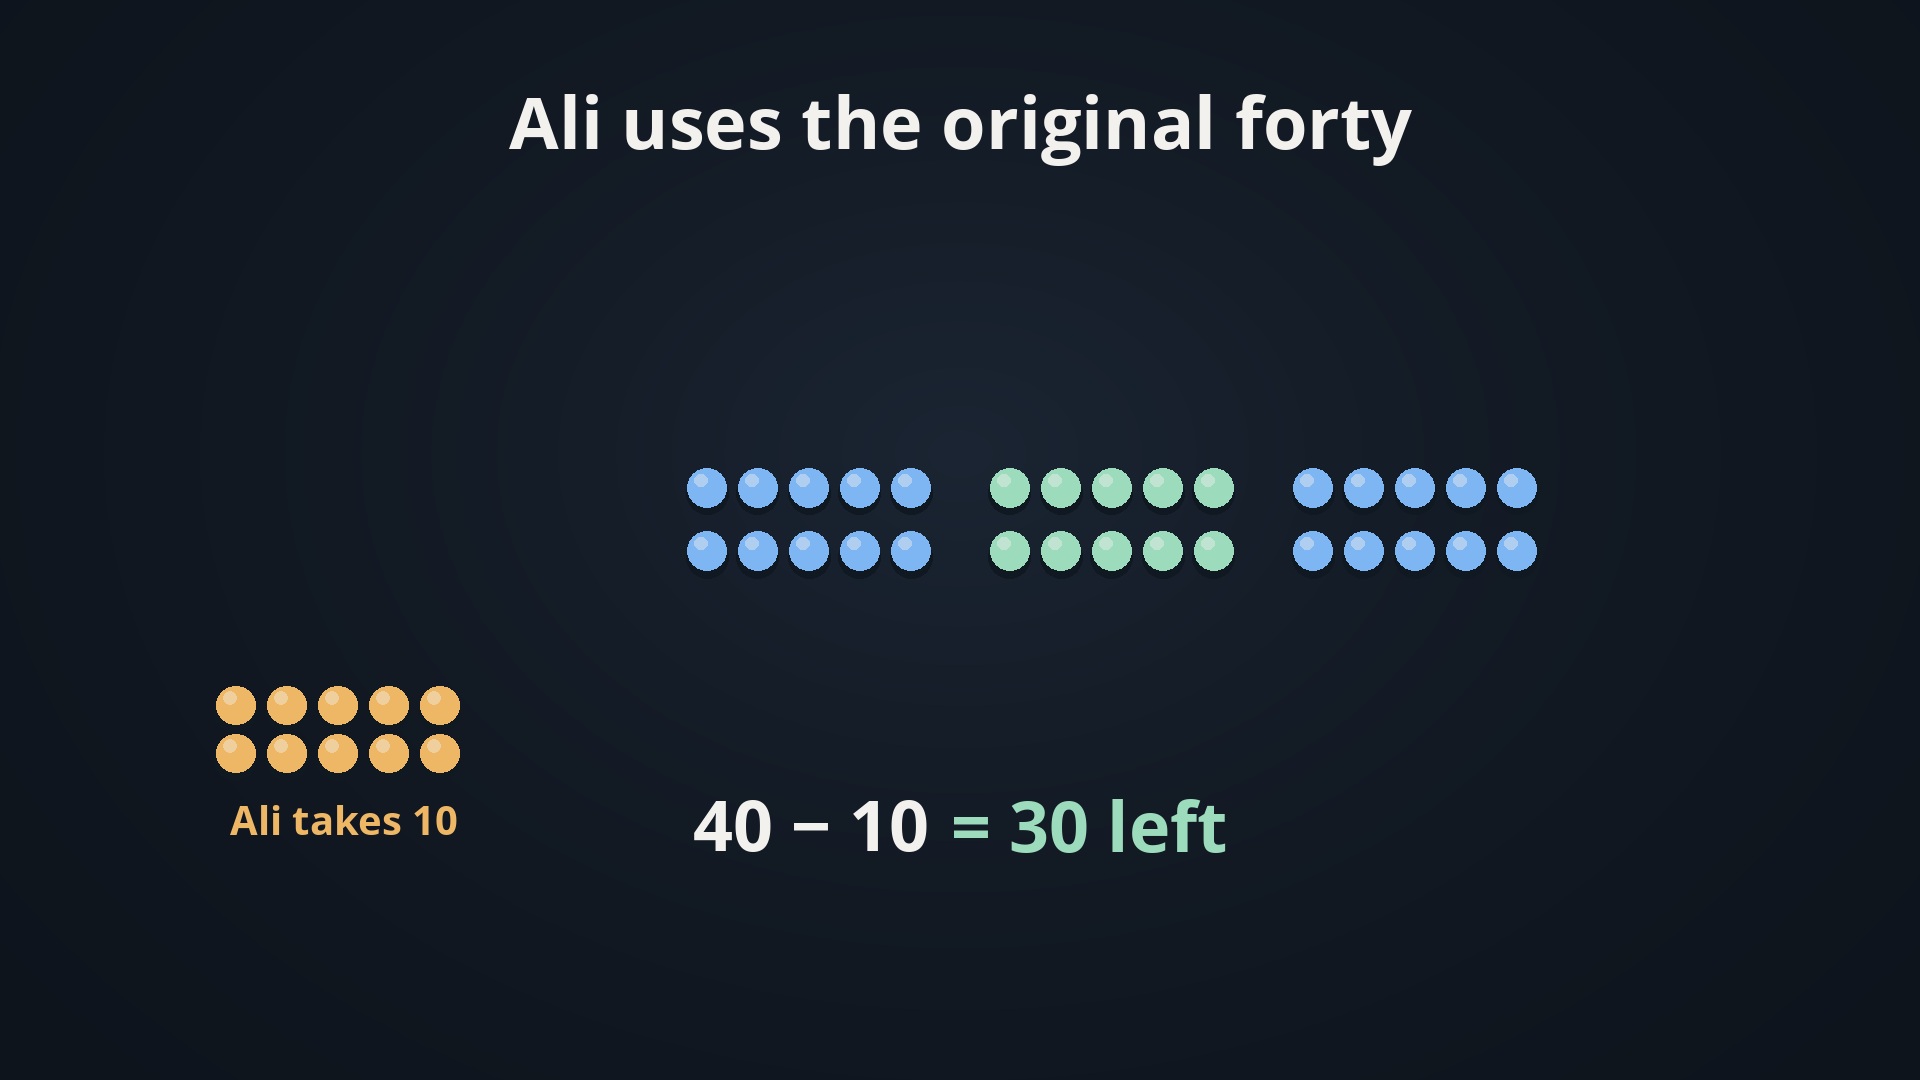 Ali uses the original forty
Ali takes 10
40 − 10 = 30 left